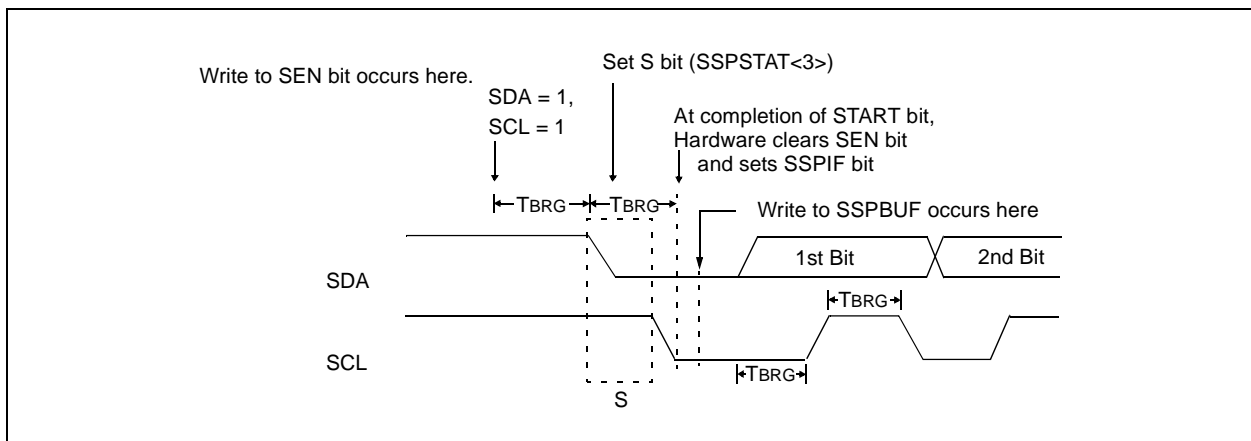 Set S bit (SSPSTAT<3>)
Write to SEN bit occurs here.
SDA = 1,
SCL = 1
At completion of START bit,
Hardware clears SEN bit
and sets SSPIF bit
TBRG
TBRG
Write to SSPBUF occurs here
SDA
1st Bit
2nd Bit
TBRG
SCL
TBRG
S